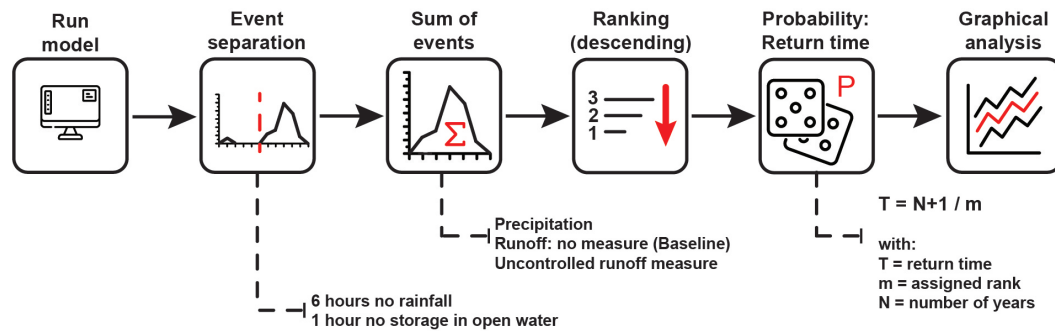 Run
model
Event
separation
Sum of
events
Ranking
(descending)
Probability:
Return time
Graphical
analysis
Σ
3
2
1
P
T = N+1 / m
Precipitation
Runoff: no measure (Baseline)
Uncontrolled runoff measure
with:
T = return time
m = assigned rank
N = number of years
6 hours no rainfall
1 hour no storage in open water